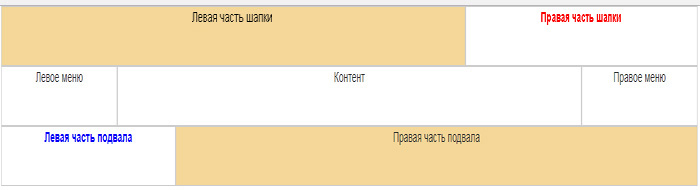 Левая часть шапки
Правая часть шапки
Левое меню
Контент
Правое меню
Левая часть подвала
Правая часть подвала